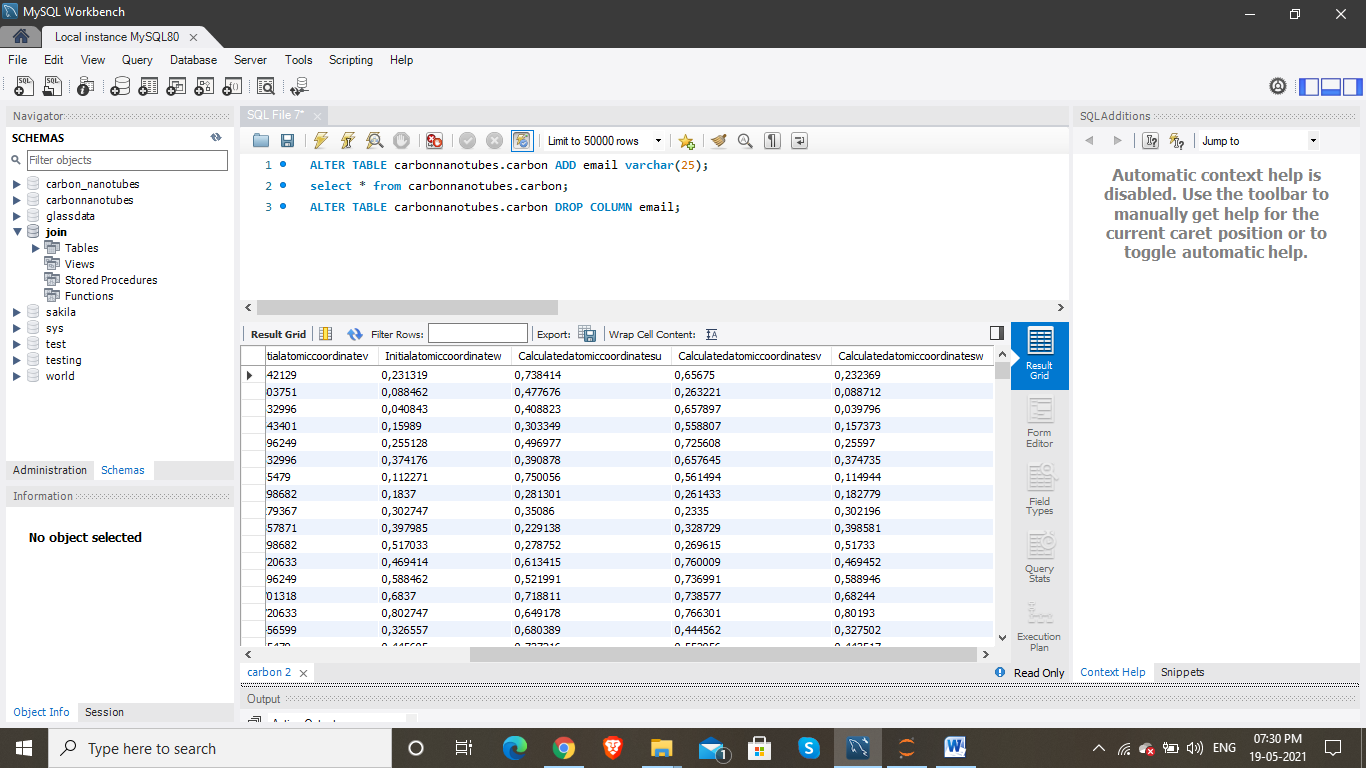 MySQL Workbench
Local instance MySQL80
File Edit View Query Database Server Tools Scripting Help
Navigator
SCHEMAS
Filter objects
carbon_nanotubes
carbonnanotubes
glassdata
join
Tables
Views
Stored Procedures
Functions
sakila
sys
test
testing
world
Administration Schemas
Information
No object selected
Object Info Session
SQL File 7*
Limit to 50000 rows
1 ALTER TABLE carbonnanotubes.carbon ADD email varchar(25);
2 select * from carbonnanotubes.carbon;
3 ALTER TABLE carbonnanotubes.carbon DROP COLUMN email;
Result Grid Filter Rows: Export: Wrap Cell Content:
tialatomiccoordinatev Initialatomiccoordinatew Calculatedatomiccoordinatesu Calculatedatomiccoordinatesv Calculatedatomiccoordinatesw
42129 0,231319 0,738414 0,65675 0,232369
03751 0,088462 0,477676 0,263221 0,088712
32996 0,040843 0,408823 0,657897 0,039796
43401 0,15989 0,303349 0,558807 0,157373
96249 0,255128 0,496977 0,725608 0,25597
32996 0,374176 0,390878 0,657645 0,374735
5479 0,112271 0,750056 0,561494 0,114944
98682 0,1837 0,281301 0,261433 0,182779
79367 0,302747 0,35086 0,2335 0,302196
57871 0,397985 0,229138 0,328729 0,398581
98682 0,517033 0,278752 0,269615 0,51733
20633 0,469414 0,613415 0,760009 0,469452
96249 0,588462 0,521991 0,736991 0,588946
01318 0,6837 0,718811 0,738577 0,68244
20633 0,802747 0,649178 0,766301 0,80193
56599 0,326557 0,680389 0,444562 0,327502
Result
Grid
Form
Editor
Field
Types
Query
Stats
Execution
Plan
carbon 2
Read Only
Output
SQLAdditions
Jump to
Automatic context help is
disabled. Use the toolbar to
manually get help for the
current caret position or to
toggle automatic help.
Context Help Snippets
Type here to search
1
ENG
07:30 PM
19-05-2021